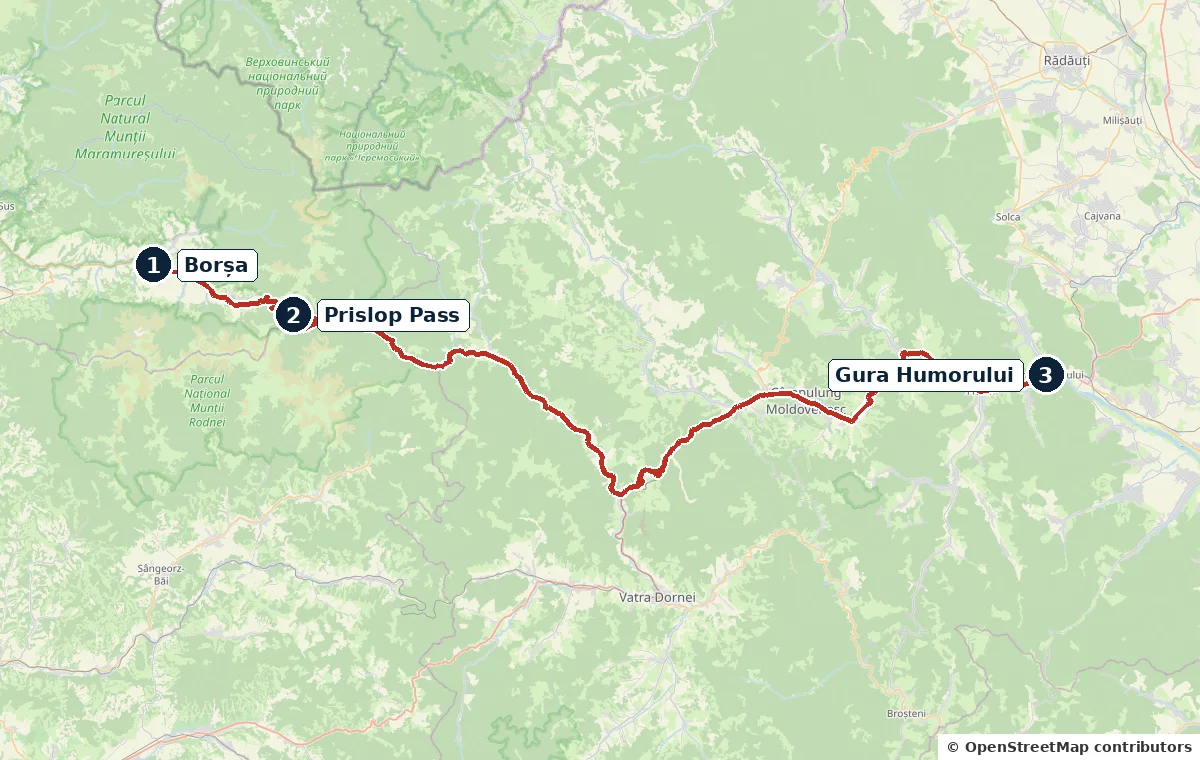 Верховинський
національний
природний
парк
Rădăuți
Parcul
Natural
Munții
Maramureșului
Milișăuți
Національний
природний
парк "Черемоський"
Solca
Cajvana
1
Borșa
2
Prislop Pass
Gura Humorului
3
Parcul
Național
Munții
Rodnei
Câmpulung
Moldovenesc
Sângeorz-
Băi
Vatra Dornei
Broșteni
© OpenStreetMap contributors